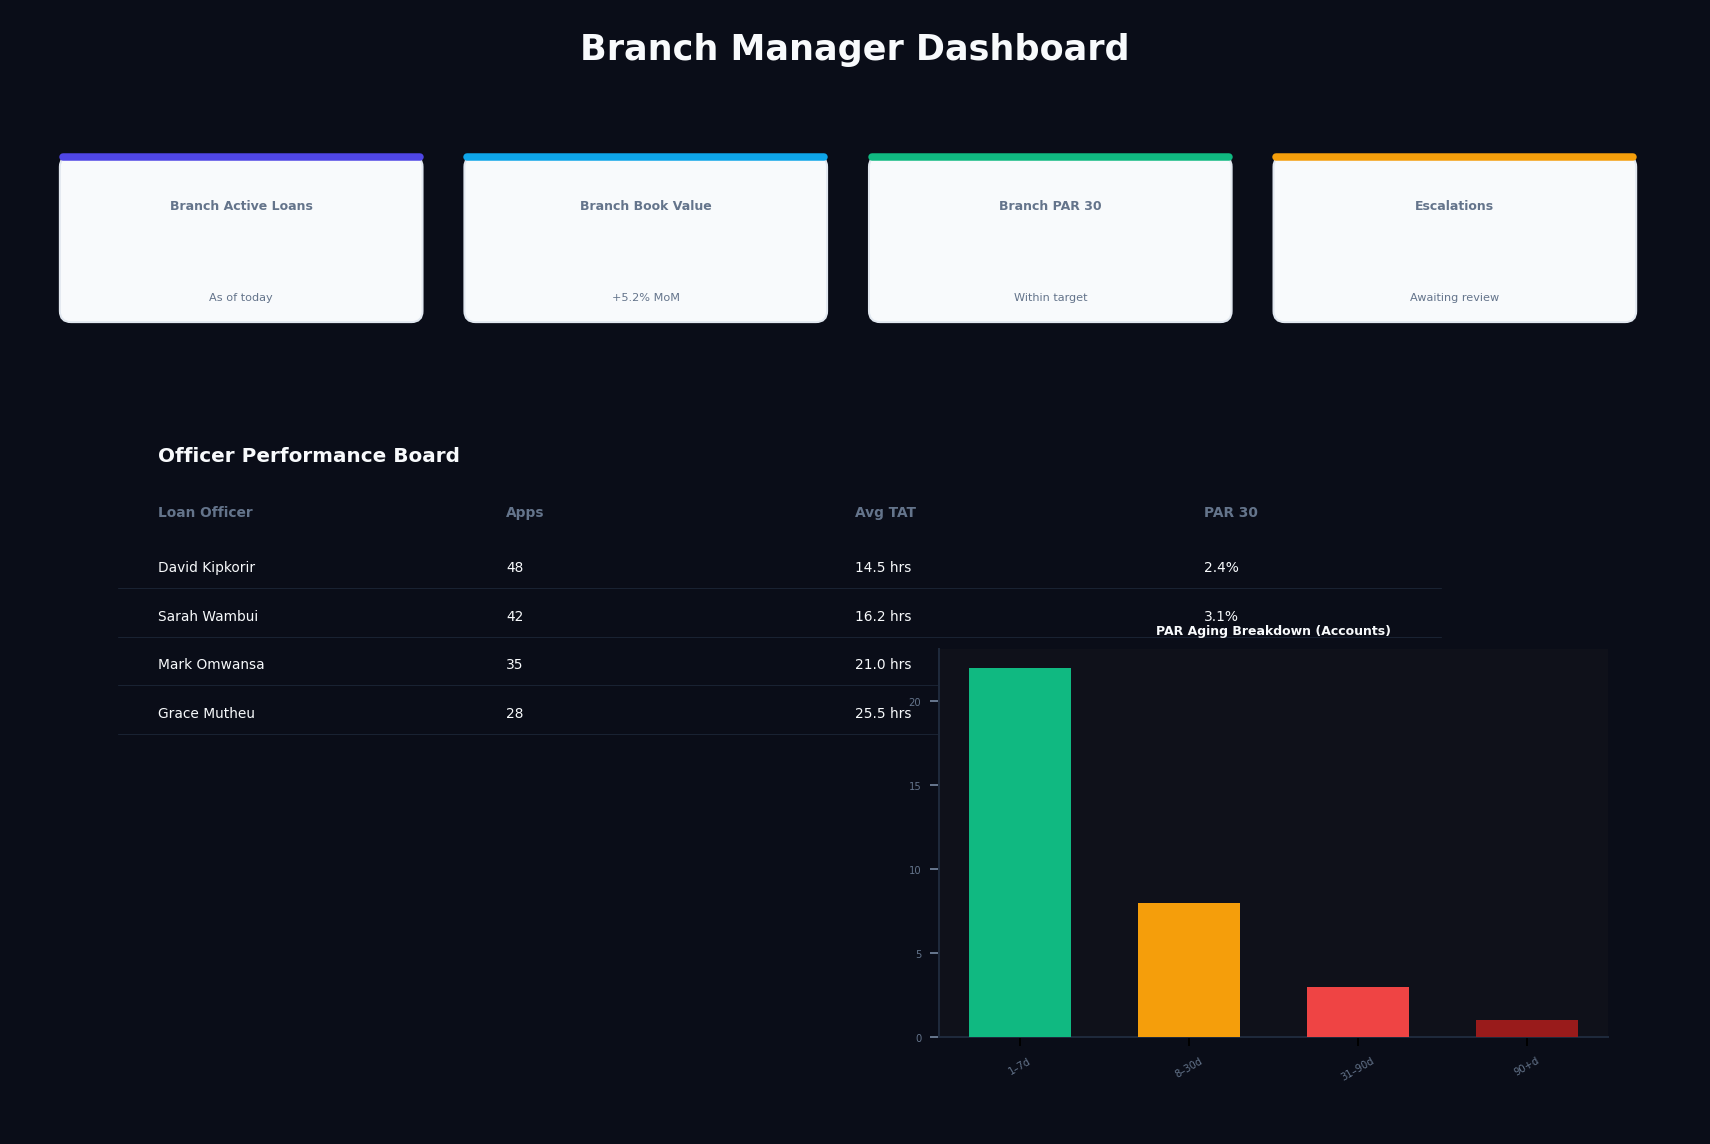 Branch Manager Dashboard
Branch Active Loans
As of today
Branch Book Value
+5.2% MoM
Branch PAR 30
Within target
Escalations
Awaiting review
Officer Performance Board
Loan Officer Apps Avg TAT PAR 30
David Kipkorir 48 14.5 hrs 2.4%
Sarah Wambui 42 16.2 hrs 3.1%
Mark Omwansa 35 21.0 hrs
Grace Mutheu 28 25.5 hrs
PAR Aging Breakdown (Accounts)
20
15
10
5
0
1–7d 8–30d 31–90d 90+d